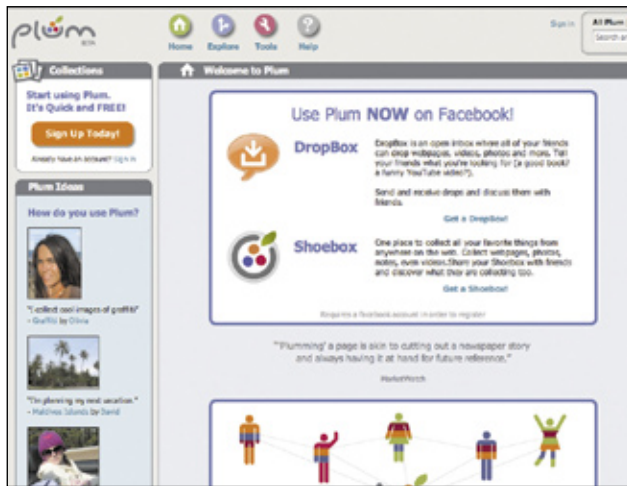 plum
BETA
Home Explore Tools Help
Sign in
All Plum
Search
Collections
Start using Plum.
It's Quick and FREE!
Sign Up Today!
Already have an account? Sign in
Plum Ideas
How do you use Plum?
"I collect cool images of graffiti"
- Graffiti by Olivia
"I'm planning my next vacation."
- Maldives Islands by David
Welcome to Plum
Use Plum NOW on Facebook!
DropBox
DropBox is an open inbox where all of your friends
can drop webpages, videos, photos and more. Tell
your friends what you're looking for (a good book?
a funny YouTube video?).
Send and receive drops and discuss them with
friends.
Get a DropBox!
Shoebox
One place to collect all your favorite things from
anywhere on the web. Collect webpages, photos,
notes, even videos.Share your Shoebox with friends
and discover what they are collecting too.
Get a Shoebox!
Requires a facebook account in order to register
"'Plumming' a page is akin to cutting out a newspaper story
and always having it at hand for future reference."
MarketWatch